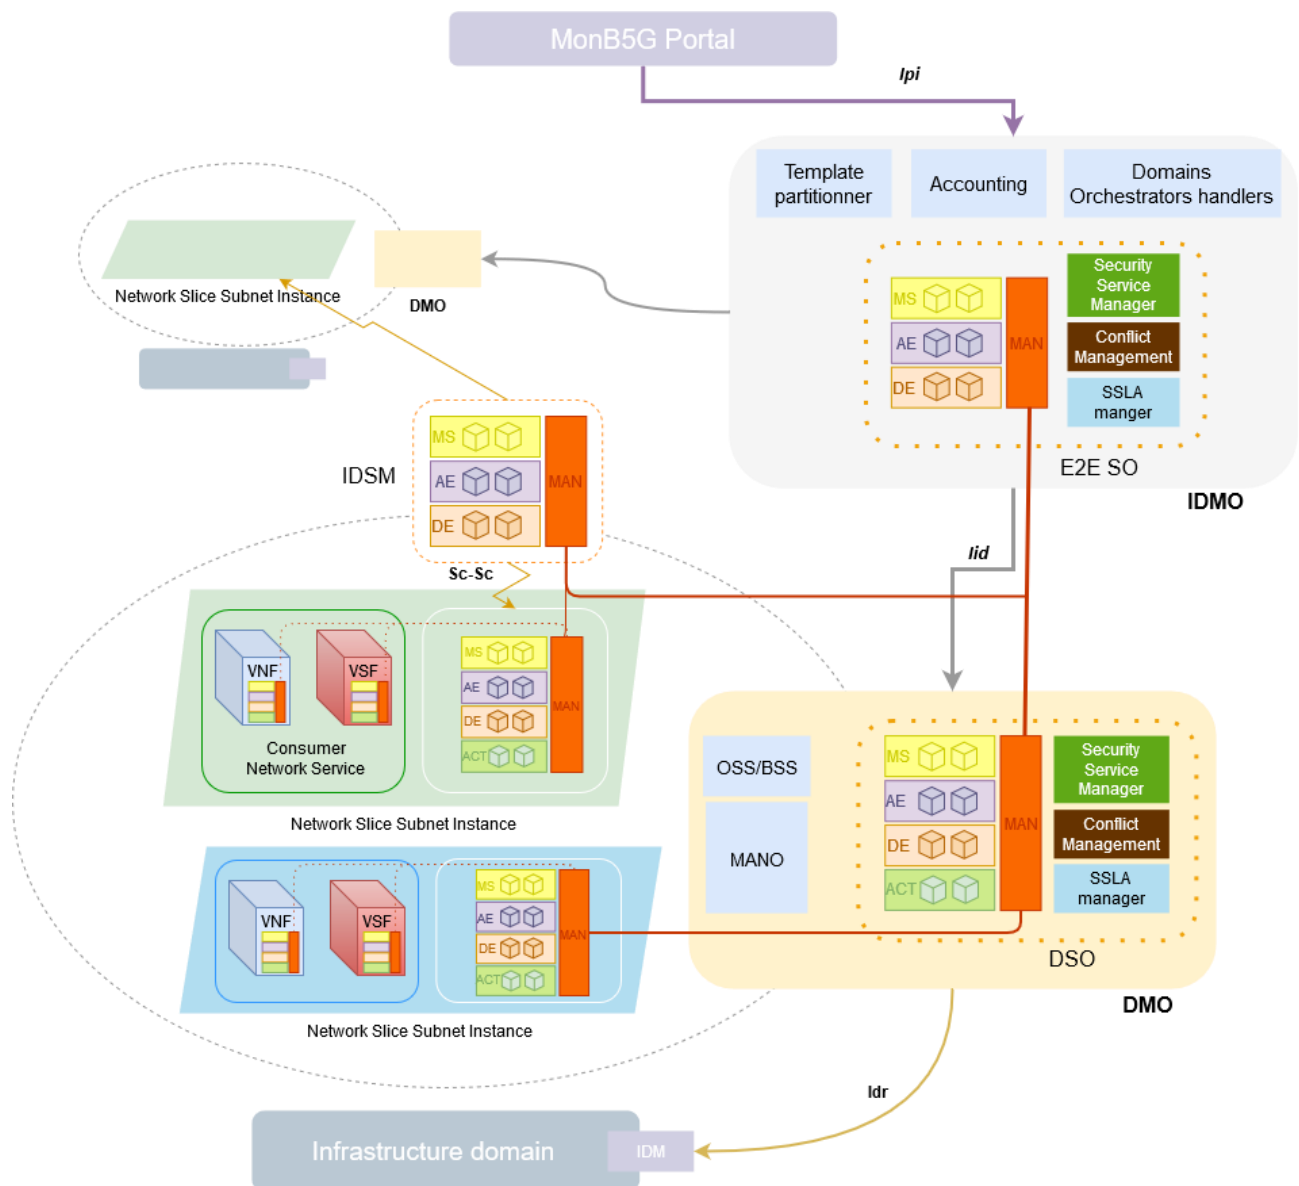 MonB5G Portal
Ipi
Template
partitionner
Accounting
Domains
Orchestrators handlers
Security
Service
Manager
MS
AE
DE
MAN
Conflict
Management
SSLA
manger
E2E SO
IDMO
Network Slice Subnet Instance
DMO
IDSM
MS
AE
DE
MAN
Iid
Sc-Sc
VNF
VSF
Consumer
Network Service
MS
AE
DE
ACT
MAN
Network Slice Subnet Instance
OSS/BSS
MANO
MS
AE
DE
ACT
MAN
Security
Service
Manager
Conflict
Management
SSLA
manager
DSO
DMO
VNF
VSF
MS
AE
DE
ACT
MAN
Network Slice Subnet Instance
Idr
Infrastructure domain
IDM